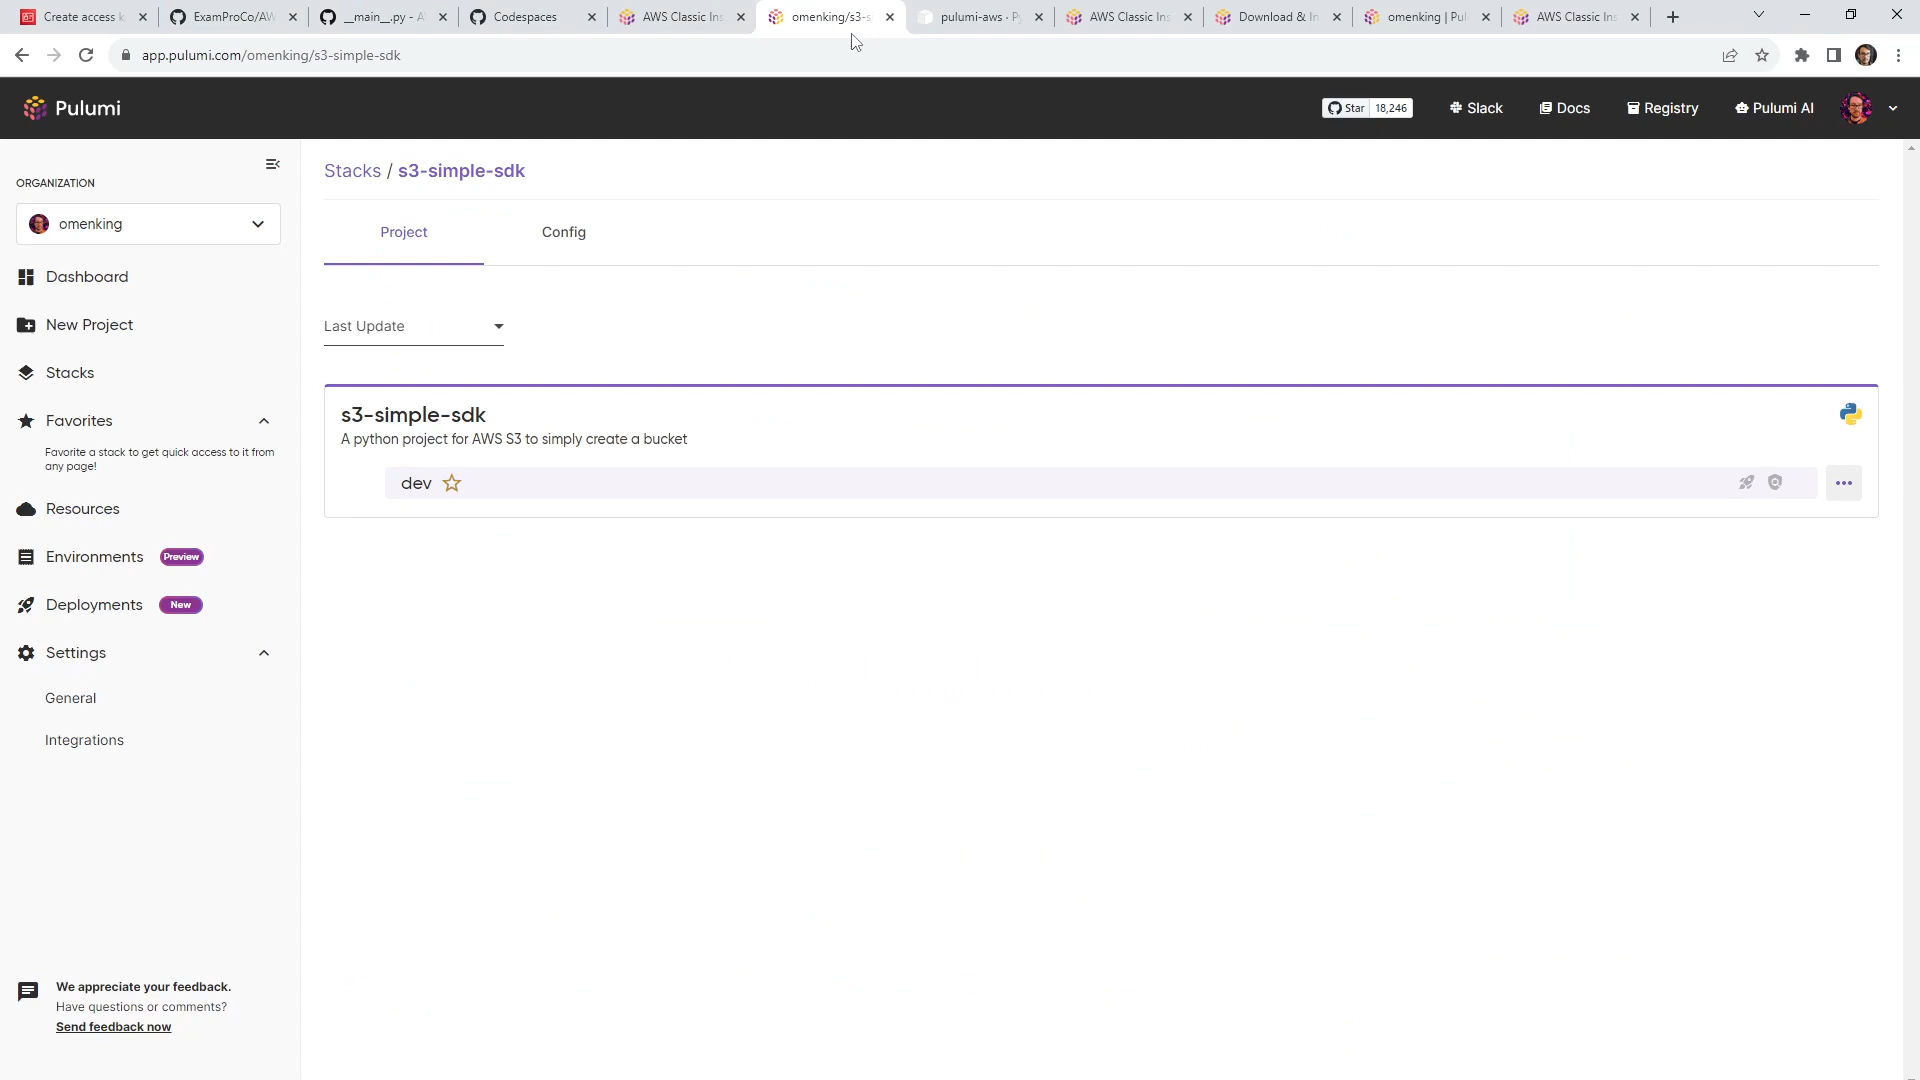 Create access k
ExamProCo/AW
__main__.py - A
Codespaces
AWS Classic Ins
omenking/s3-s
pulumi-aws · P
AWS Classic Ins
Download & In
omenking | Pul
AWS Classic Ins
app.pulumi.com/omenking/s3-simple-sdk
Pulumi
Star 18,246
Slack
Docs
Registry
Pulumi AI
ORGANIZATION
omenking
Dashboard
New Project
Stacks
Favorites
Favorite a stack to get quick access to it from
any page!
Resources
Environments Preview
Deployments New
Settings
General
Integrations
We appreciate your feedback.
Have questions or comments?
Send feedback now
Stacks / s3-simple-sdk
Project
Config
Last Update
s3-simple-sdk
A python project for AWS S3 to simply create a bucket
dev